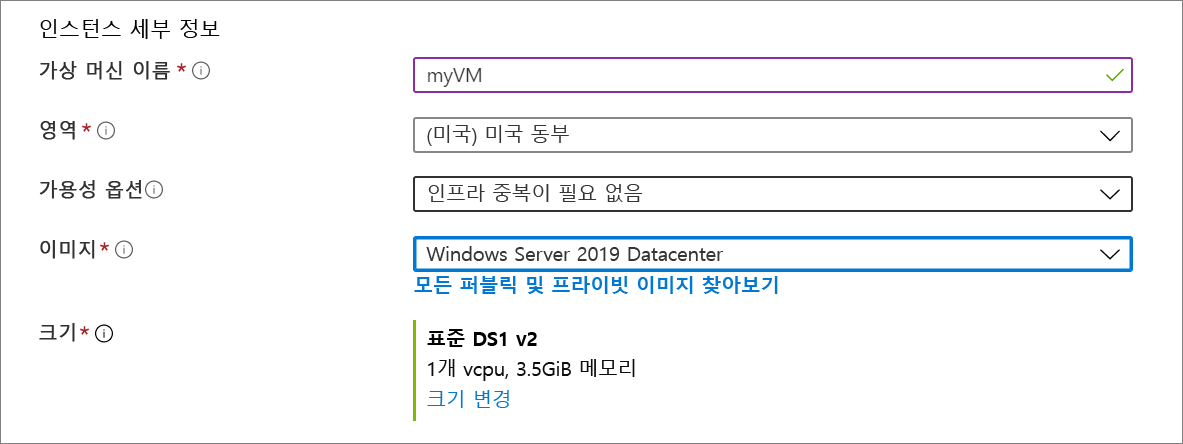 인스턴스 세부 정보
가상 머신 이름 *
myVM
영역 *
(미국) 미국 동부
가용성 옵션
인프라 중복이 필요 없음
이미지 *
Windows Server 2019 Datacenter
모든 퍼블릭 및 프라이빗 이미지 찾아보기
크기 *
표준 DS1 v2
1개 vcpu, 3.5GiB 메모리
크기 변경